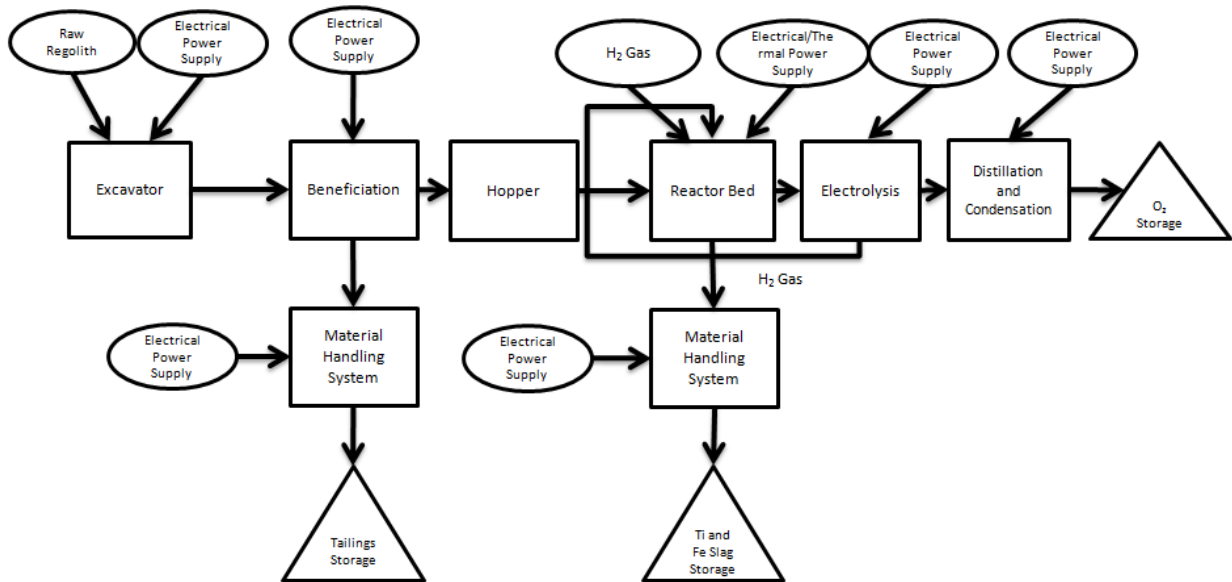 Raw
Regolith
Electrical
Power
Supply
Electrical
Power
Supply
H₂ Gas
Electrical/The
rmal Power
Supply
Electrical
Power
Supply
Electrical
Power
Supply
Excavator
Beneficiation
Hopper
Reactor Bed
Electrolysis
Distillation
and
Condensation
O₂
Storage
H₂ Gas
Electrical
Power
Supply
Material
Handling
System
Electrical
Power
Supply
Material
Handling
System
Tailings
Storage
Ti and
Fe Slag
Storage